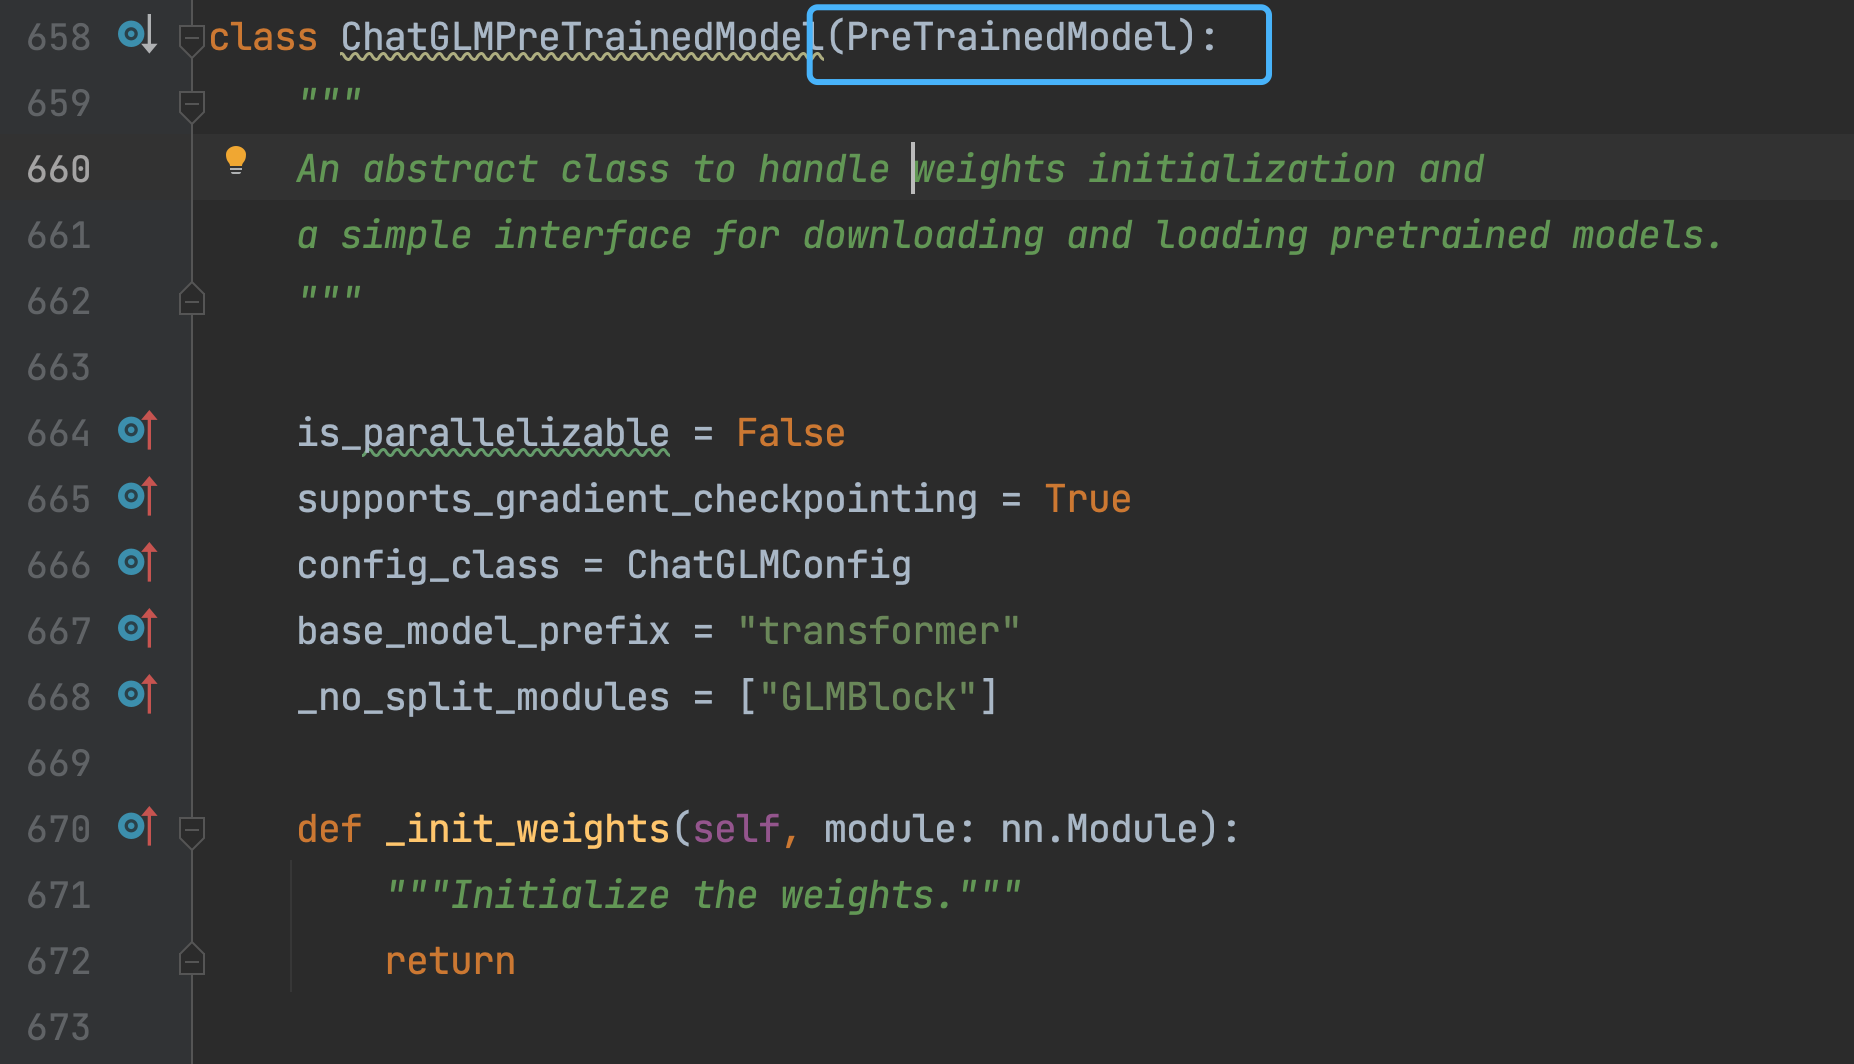 658 class ChatGLMPreTrainedModel(PreTrainedModel):
659 """
660 An abstract class to handle weights initialization and
661 a simple interface for downloading and loading pretrained models.
662 """
663
664 is_parallelizable = False
665 supports_gradient_checkpointing = True
666 config_class = ChatGLMConfig
667 base_model_prefix = "transformer"
668 _no_split_modules = ["GLMBlock"]
669
670 def _init_weights(self, module: nn.Module):
671 """Initialize the weights."""
672 return
673